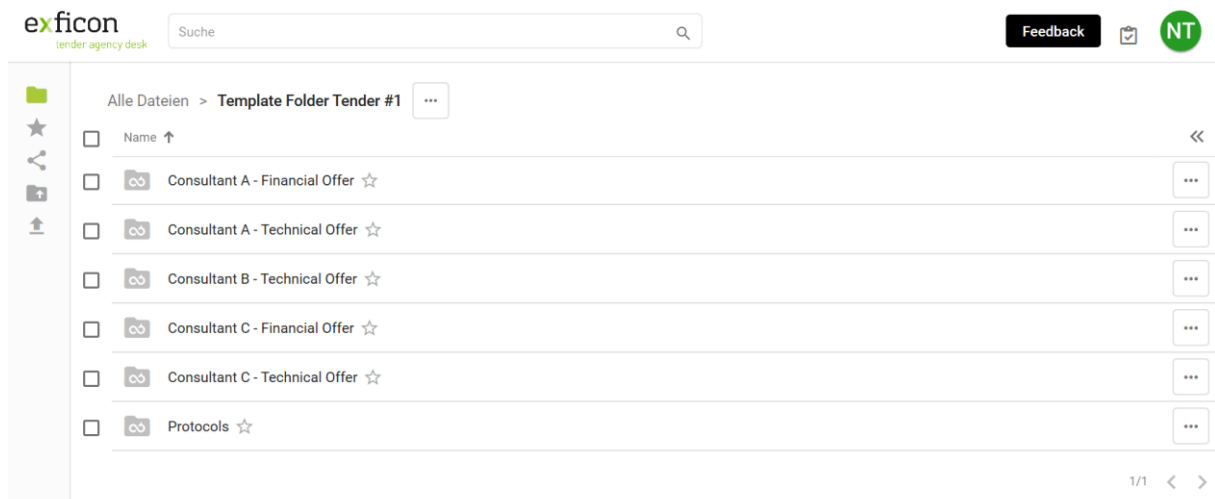 exficon
tender agency desk
Suche
Feedback
NT
Alle Dateien > Template Folder Tender #1 ...
Name ↑
Consultant A - Financial Offer
Consultant A - Technical Offer
Consultant B - Technical Offer
Consultant C - Financial Offer
Consultant C - Technical Offer
Protocols
1/1 < >